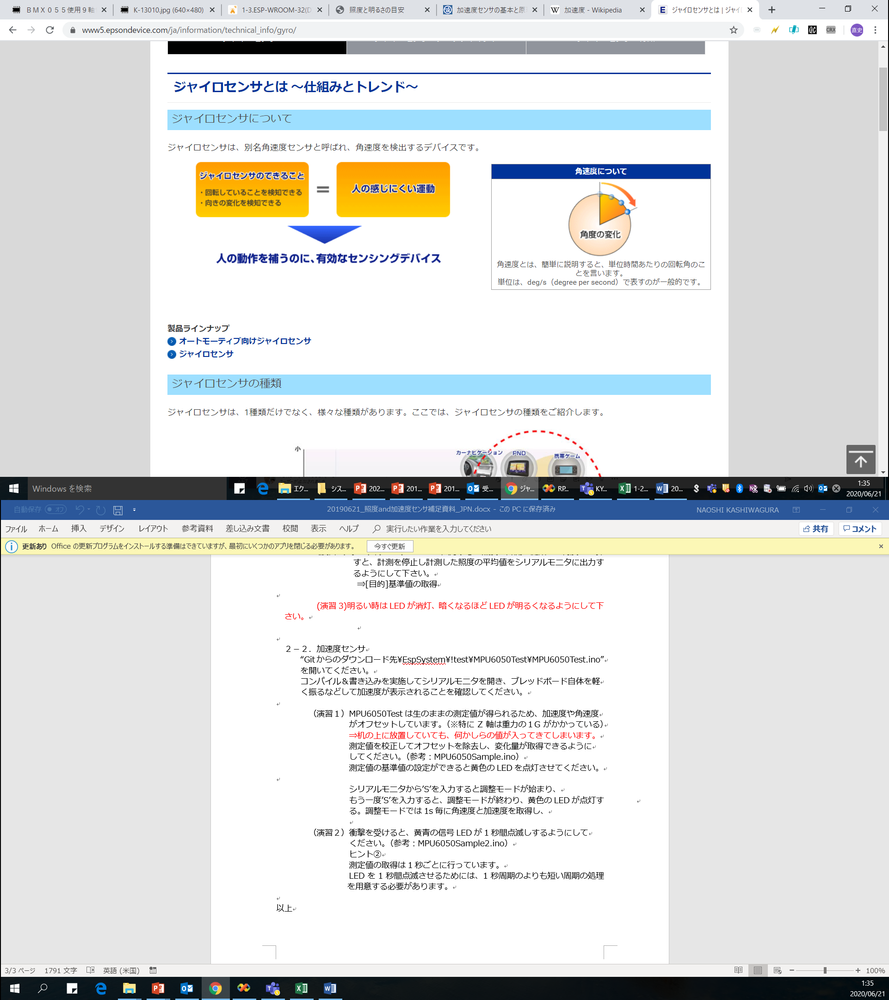 ＢＭＸ０５５使用９軸
K-13010.jpg (640×480)
1-3.ESP-WROOM-32(D
照度と明るさの目安
加速度センサの基本と原
加速度 - Wikipedia
ジャイロセンサとは | ジャイロ
www5.epsondevice.com/ja/information/technical_info/gyro/
QC
CRX
直史
ジャイロセンサとは ～仕組みとトレンド～
ジャイロセンサについて
ジャイロセンサは、別名角速度センサと呼ばれ、角速度を検出するデバイスです。
ジャイロセンサのできること
・回転していることを検知できる
・向きの変化を検知できる
=
人の感じにくい運動
人の動作を補うのに、有効なセンシングデバイス
角速度について
角度の変化
角速度とは、簡単に説明すると、単位時間あたりの回転角のこ
とを言います。
単位は、deg/s（degree per second）で表すのが一般的です。
製品ラインナップ
オートモーティブ向けジャイロセンサ
ジャイロセンサ
ジャイロセンサの種類
ジャイロセンサは、1種類だけでなく、様々な種類があります。ここでは、ジャイロセンサの種類をご紹介します。
小
カーナビゲーション
PND
携帯ゲーム
Windows を検索
エク...
シス...
202...
201...
201...
受...
ジャ...
RP...
KY...
1-2...
20...
1:35
2020/06/21
自動保存 オフ
20190621_照度and加速度センサ補足資料_JPN.docx - この PC に保存済み
NAOSHI KASHIWAGURA
ファイル ホーム 挿入 デザイン レイアウト 参考資料 差し込み文書 校閲 表示 ヘルプ 実行したい作業を入力してください
共有
コメント
更新あり Office の更新プログラムをインストールする準備はできていますが、最初にいくつかのアプリを閉じる必要があります。
今すぐ更新
すと、計測を停止し計測した照度の平均値をシリアルモニタに出力す
るようにして下さい。
⇒[目的]基準値の取得
(演習 3)明るい時は LED が消灯、暗くなるほど LED が明るくなるようにして下
さい。
２－２．加速度センサ
“Gitからのダウンロード先¥EspSystem¥!test¥MPU6050Test¥MPU6050Test.ino”
を開いてください。
コンパイル＆書き込みを実施してシリアルモニタを開き、ブレッドボード自体を軽
く振るなどして加速度が表示されることを確認してください。
（演習１）MPU6050Test は生のままの測定値が得られるため、加速度や角速度
がオフセットしています。（※特に Z 軸は重力の１G がかかっている）
⇒机の上に放置していても、何かしらの値が入ってきてしまいます。
測定値を校正してオフセットを除去し、変化量が取得できるように
してください。（参考：MPU6050Sample.ino）
測定値の基準値の設定ができると黄色の LED を点灯させてください。
シリアルモニタから’S’を入力すると調整モードが始まり、
もう一度’S’を入力すると、調整モードが終わり、黄色の LED が点灯す
る。調整モードでは 1s 毎に角速度と加速度を取得し、
（演習２）衝撃を受けると、黄青の信号 LED が 1 秒間点滅しするようにして
ください。（参考：MPU6050Sample2.ino）
ヒント②
測定値の取得は 1 秒ごとに行っています。
LED を 1 秒間点滅させるためには、1 秒周期のよりも短い周期の処理
を用意する必要があります。
以上
3/3 ページ 1791 文字 英語 (米国)
100%
1:35
2020/06/21